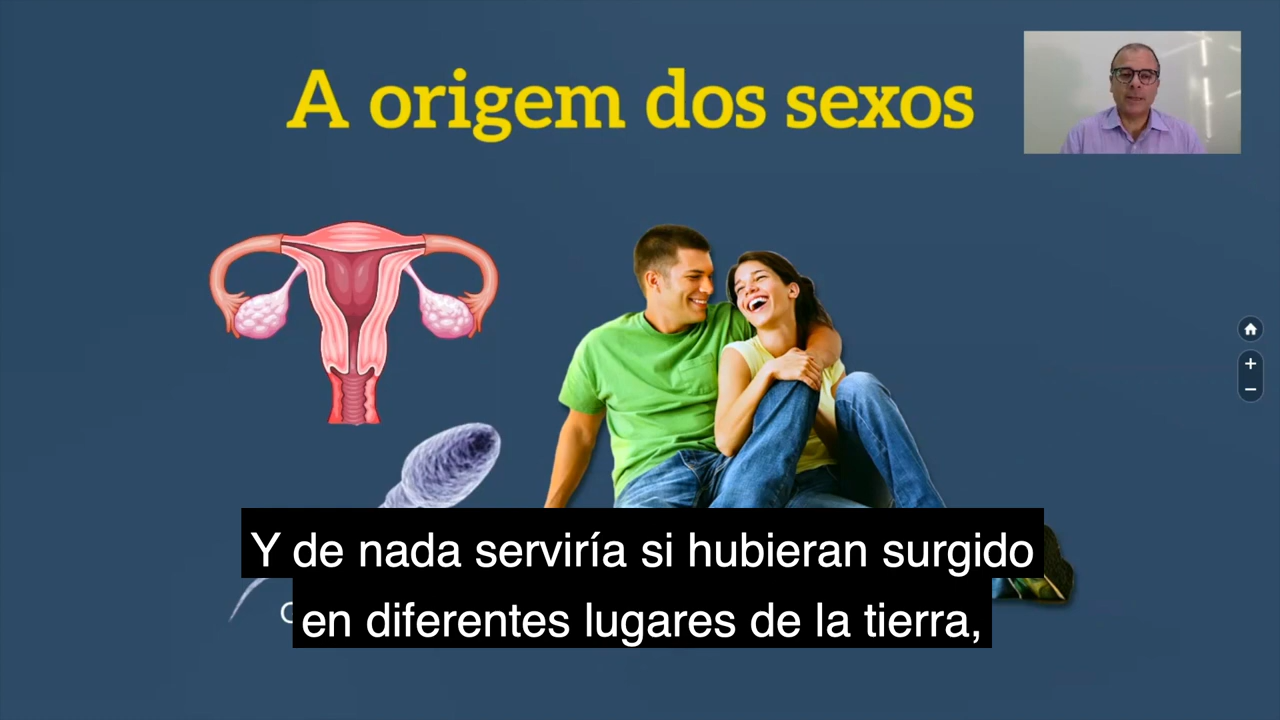 A origem dos sexos
Y de nada serviría si hubieran surgido
en diferentes lugares de la tierra,